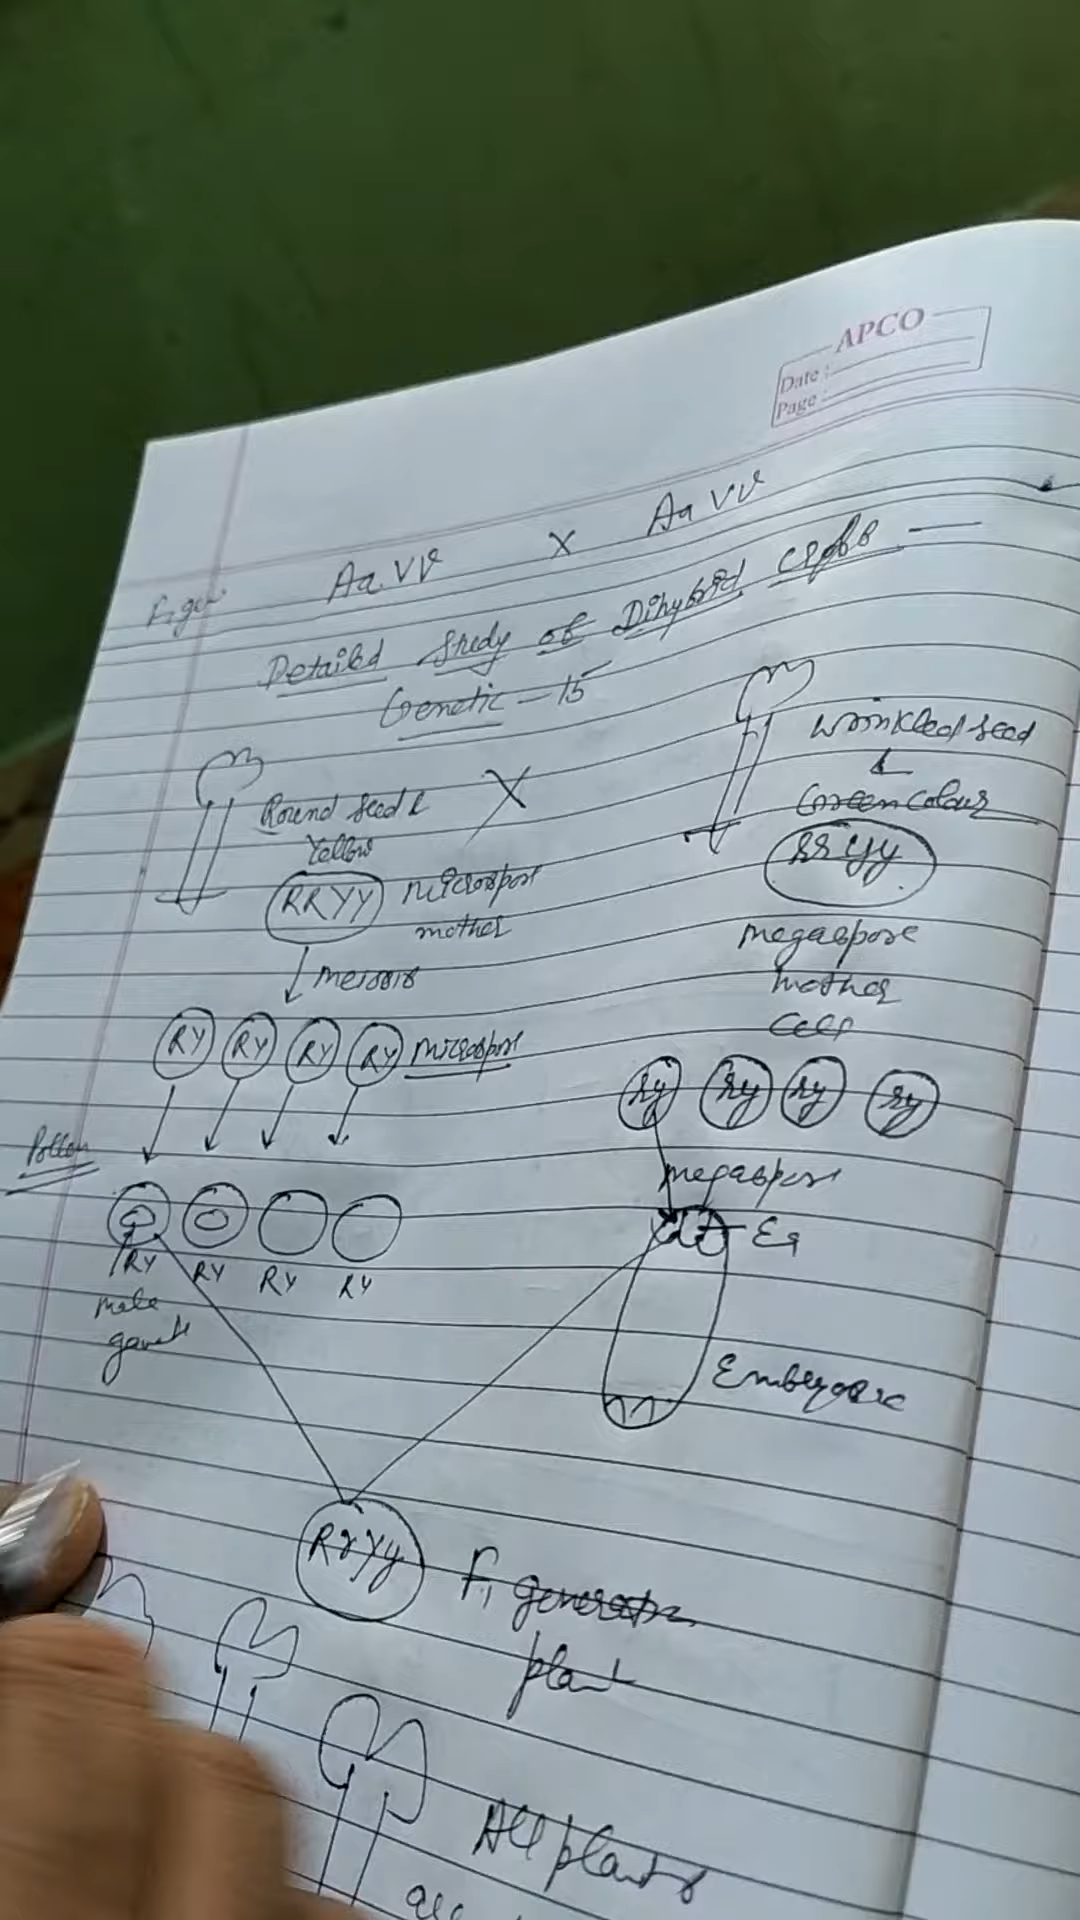 APCO
Date :
Page :
F1 gen Aa VV X Aa VV
Detailed Study of Dihybrid cross —
Genetic - 15
Round Seed &
Yellow
X
Wrinkled seed
&
Green colour
RRYY microspore
mother
rryy
megaspore
mother
cell
meiosis
RY RY RY RY microspore
ry ry ry ry
megaspore
Pollen
RY RY RY RY
male
gamete
Eg
Embryosac
RrYy F1 generation
plant
All plants
all